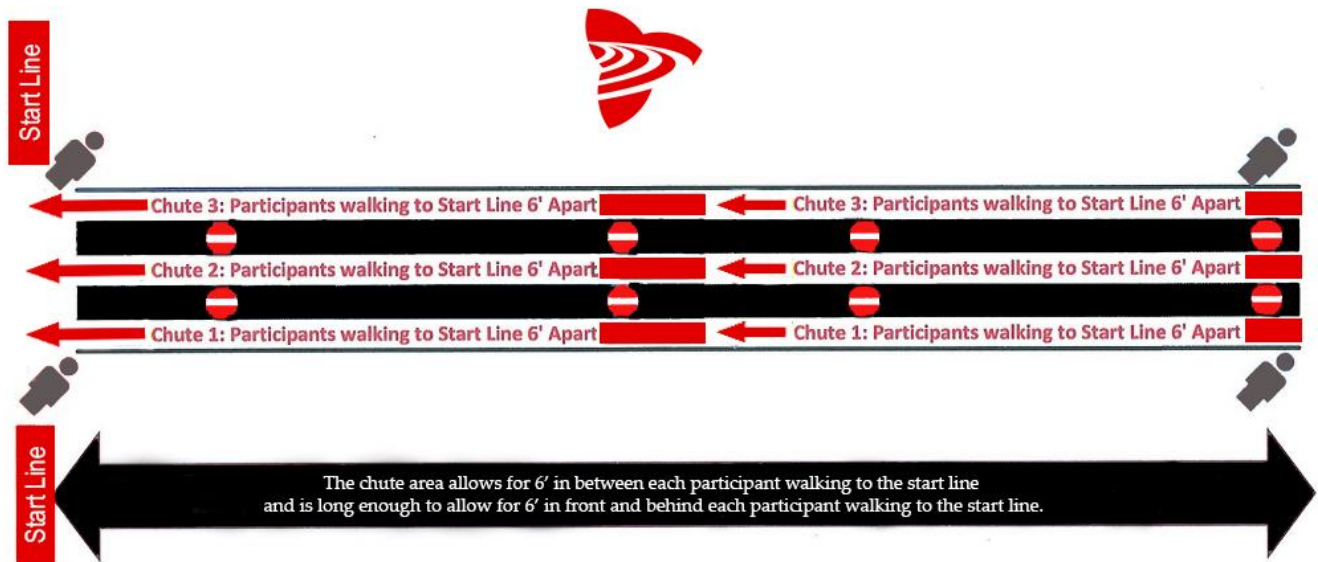 Start Line
Chute 3: Participants walking to Start Line 6' Apart
Chute 3: Participants walking to Start Line 6' Apart
Chute 2: Participants walking to Start Line 6' Apart
Chute 2: Participants walking to Start Line 6' Apart
Chute 1: Participants walking to Start Line 6' Apart
Chute 1: Participants walking to Start Line 6' Apart
Start Line
The chute area allows for 6’ in between each participant walking to the start line
and is long enough to allow for 6’ in front and behind each participant walking to the start line.